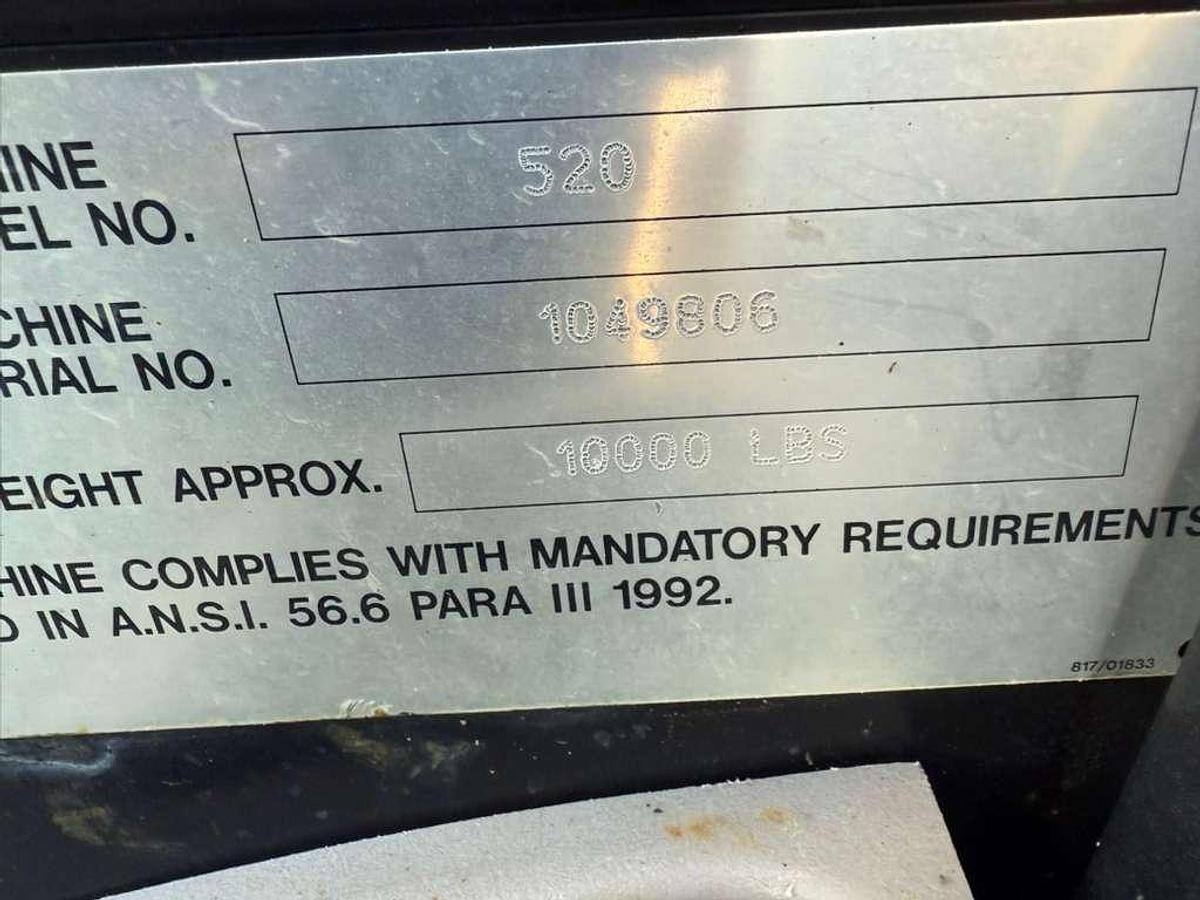 INE 520
EL NO.
CHINE 1049806
RIAL NO.
EIGHT APPROX. 10000 LBS
HINE COMPLIES WITH MANDATORY REQUIREMENTS
D IN A.N.S.I. 56.6 PARA III 1992.
817/01833